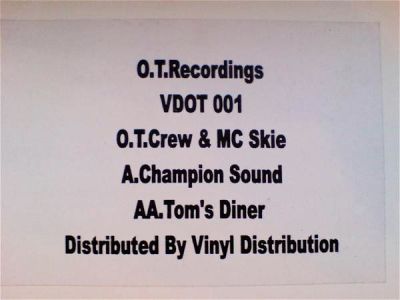 O.T.Recordings
VDOT 001
O.T.Crew & MC Skie
A.Champion Sound
AA.Tom's Diner
Distributed By Vinyl Distribution